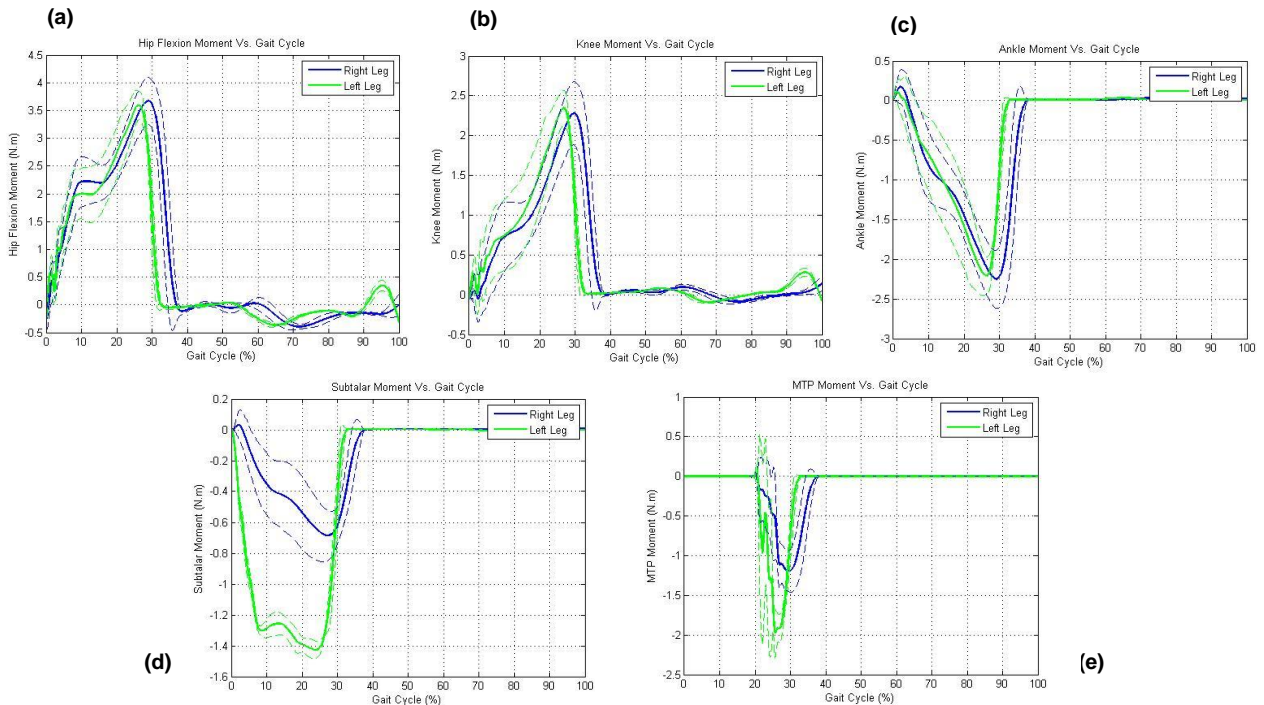 (a)
Hip Flexion Moment Vs. Gait Cycle
4.5
4
3.5
3
2.5
2
1.5
1
0.5
0
-0.5
Hip Flexion Moment (N.m)
Right Leg
Left Leg
0 10 20 30 40 50 60 70 80 90 100
Gait Cycle (%)
(b)
Knee Moment Vs. Gait Cycle
3
2.5
2
1.5
1
0.5
0
-0.5
Knee Moment (N.m)
Right Leg
Left Leg
0 10 20 30 40 50 60 70 80 90 100
Gait Cycle (%)
(c)
Ankle Moment Vs. Gait Cycle
0.5
0
-0.5
-1
-1.5
-2
-2.5
-3
Ankle Moment (N.m)
Right Leg
Left Leg
0 10 20 30 40 50 60 70 80 90 100
Gait Cycle (%)
Subtalar Moment Vs. Gait Cycle
0.2
0
-0.2
-0.4
-0.6
-0.8
-1
-1.2
-1.4
-1.6
Subtalar Moment (N.m)
Right Leg
Left Leg
0 10 20 30 40 50 60 70 80 90 100
Gait Cycle (%)
(d)
MTP Moment Vs. Gait Cycle
1
0.5
0
-0.5
-1
-1.5
-2
-2.5
MTP Moment (N.m)
Right Leg
Left Leg
0 10 20 30 40 50 60 70 80 90 100
Gait Cycle (%)
(e)